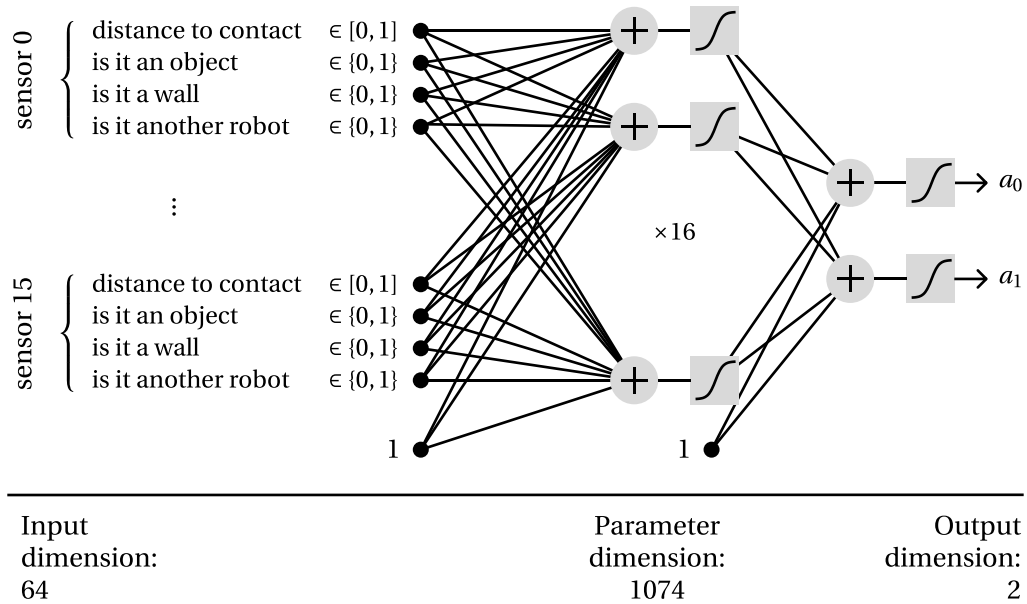 sensor 0
distance to contact ∈ [0, 1]
is it an object ∈ {0, 1}
is it a wall ∈ {0, 1}
is it another robot ∈ {0, 1}
⋮
sensor 15
distance to contact ∈ [0, 1]
is it an object ∈ {0, 1}
is it a wall ∈ {0, 1}
is it another robot ∈ {0, 1}
1
×16
1
a₀
a₁
Input
dimension:
64
Parameter
dimension:
1074
Output
dimension:
2